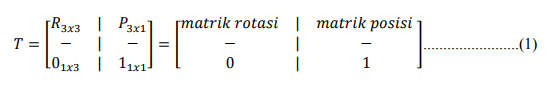 R3x3 | P3x1 matrik rotasi | matrik posisi
T = [ − | − ] = [ − | − ] ........................(1)
01x3 | 11x1 0 | 1